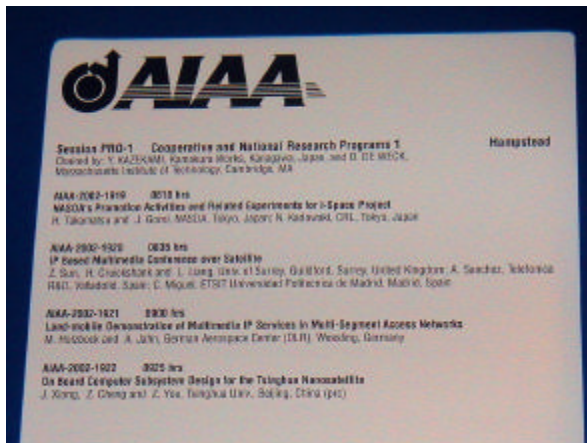 AIAA
Session PRO-1 Cooperative and National Research Programs 1 Hampstead
Chaired by: Y. KAZEKAMI, Kamakura Works, Kanagawa, Japan, and O. DE WECK,
Massachusetts Institute of Technology, Cambridge, MA
AIAA-2002-1919 0810 hrs
NASDA's Promotion Activities and Related Experiments for I-Space Project
H. Takamatsu and J. Gomi, NASDA, Tokyo, Japan; N. Kadowaki, CRL, Tokyo, Japan
AIAA-2002-1920 0835 hrs
IP Based Multimedia Conference over Satellite
Z. Sun, H. Cruickshank and L. Liang, Univ. of Surrey, Guildford, Surrey, United Kingdom; A. Sanchez, Telefonica
R&D, Valladolid, Spain; C. Miguel, ETSIT Universidad Politecnica de Madrid, Madrid, Spain
AIAA-2002-1921 0900 hrs
Land-mobile Demonstration of Multimedia IP Services in Multi-Segment Access Networks
M. Holzbock and A. Jahn, German Aerospace Center (DLR), Wessling, Germany
AIAA-2002-1922 0925 hrs
On Board Computer Subsystem Design for the Tsinghua Nanosatellite
J. Xiong, Z. Cheng and Z. You, Tsinghua Univ., Beijing, China (prc)